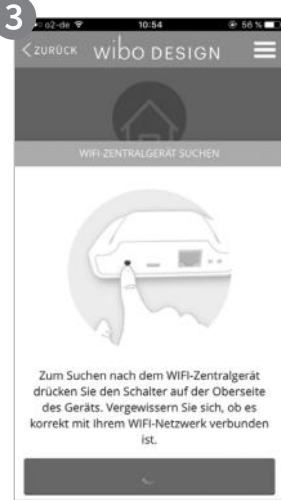 3
o2-de 10:54 56 %
ZURÜCK wibo DESIGN
WIFI-ZENTRALGERÄT SUCHEN
Zum Suchen nach dem WIFI-Zentralgerät
drücken Sie den Schalter auf der Oberseite
des Geräts. Vergewissern Sie sich, ob es
korrekt mit Ihrem WIFI-Netzwerk verbunden
ist.